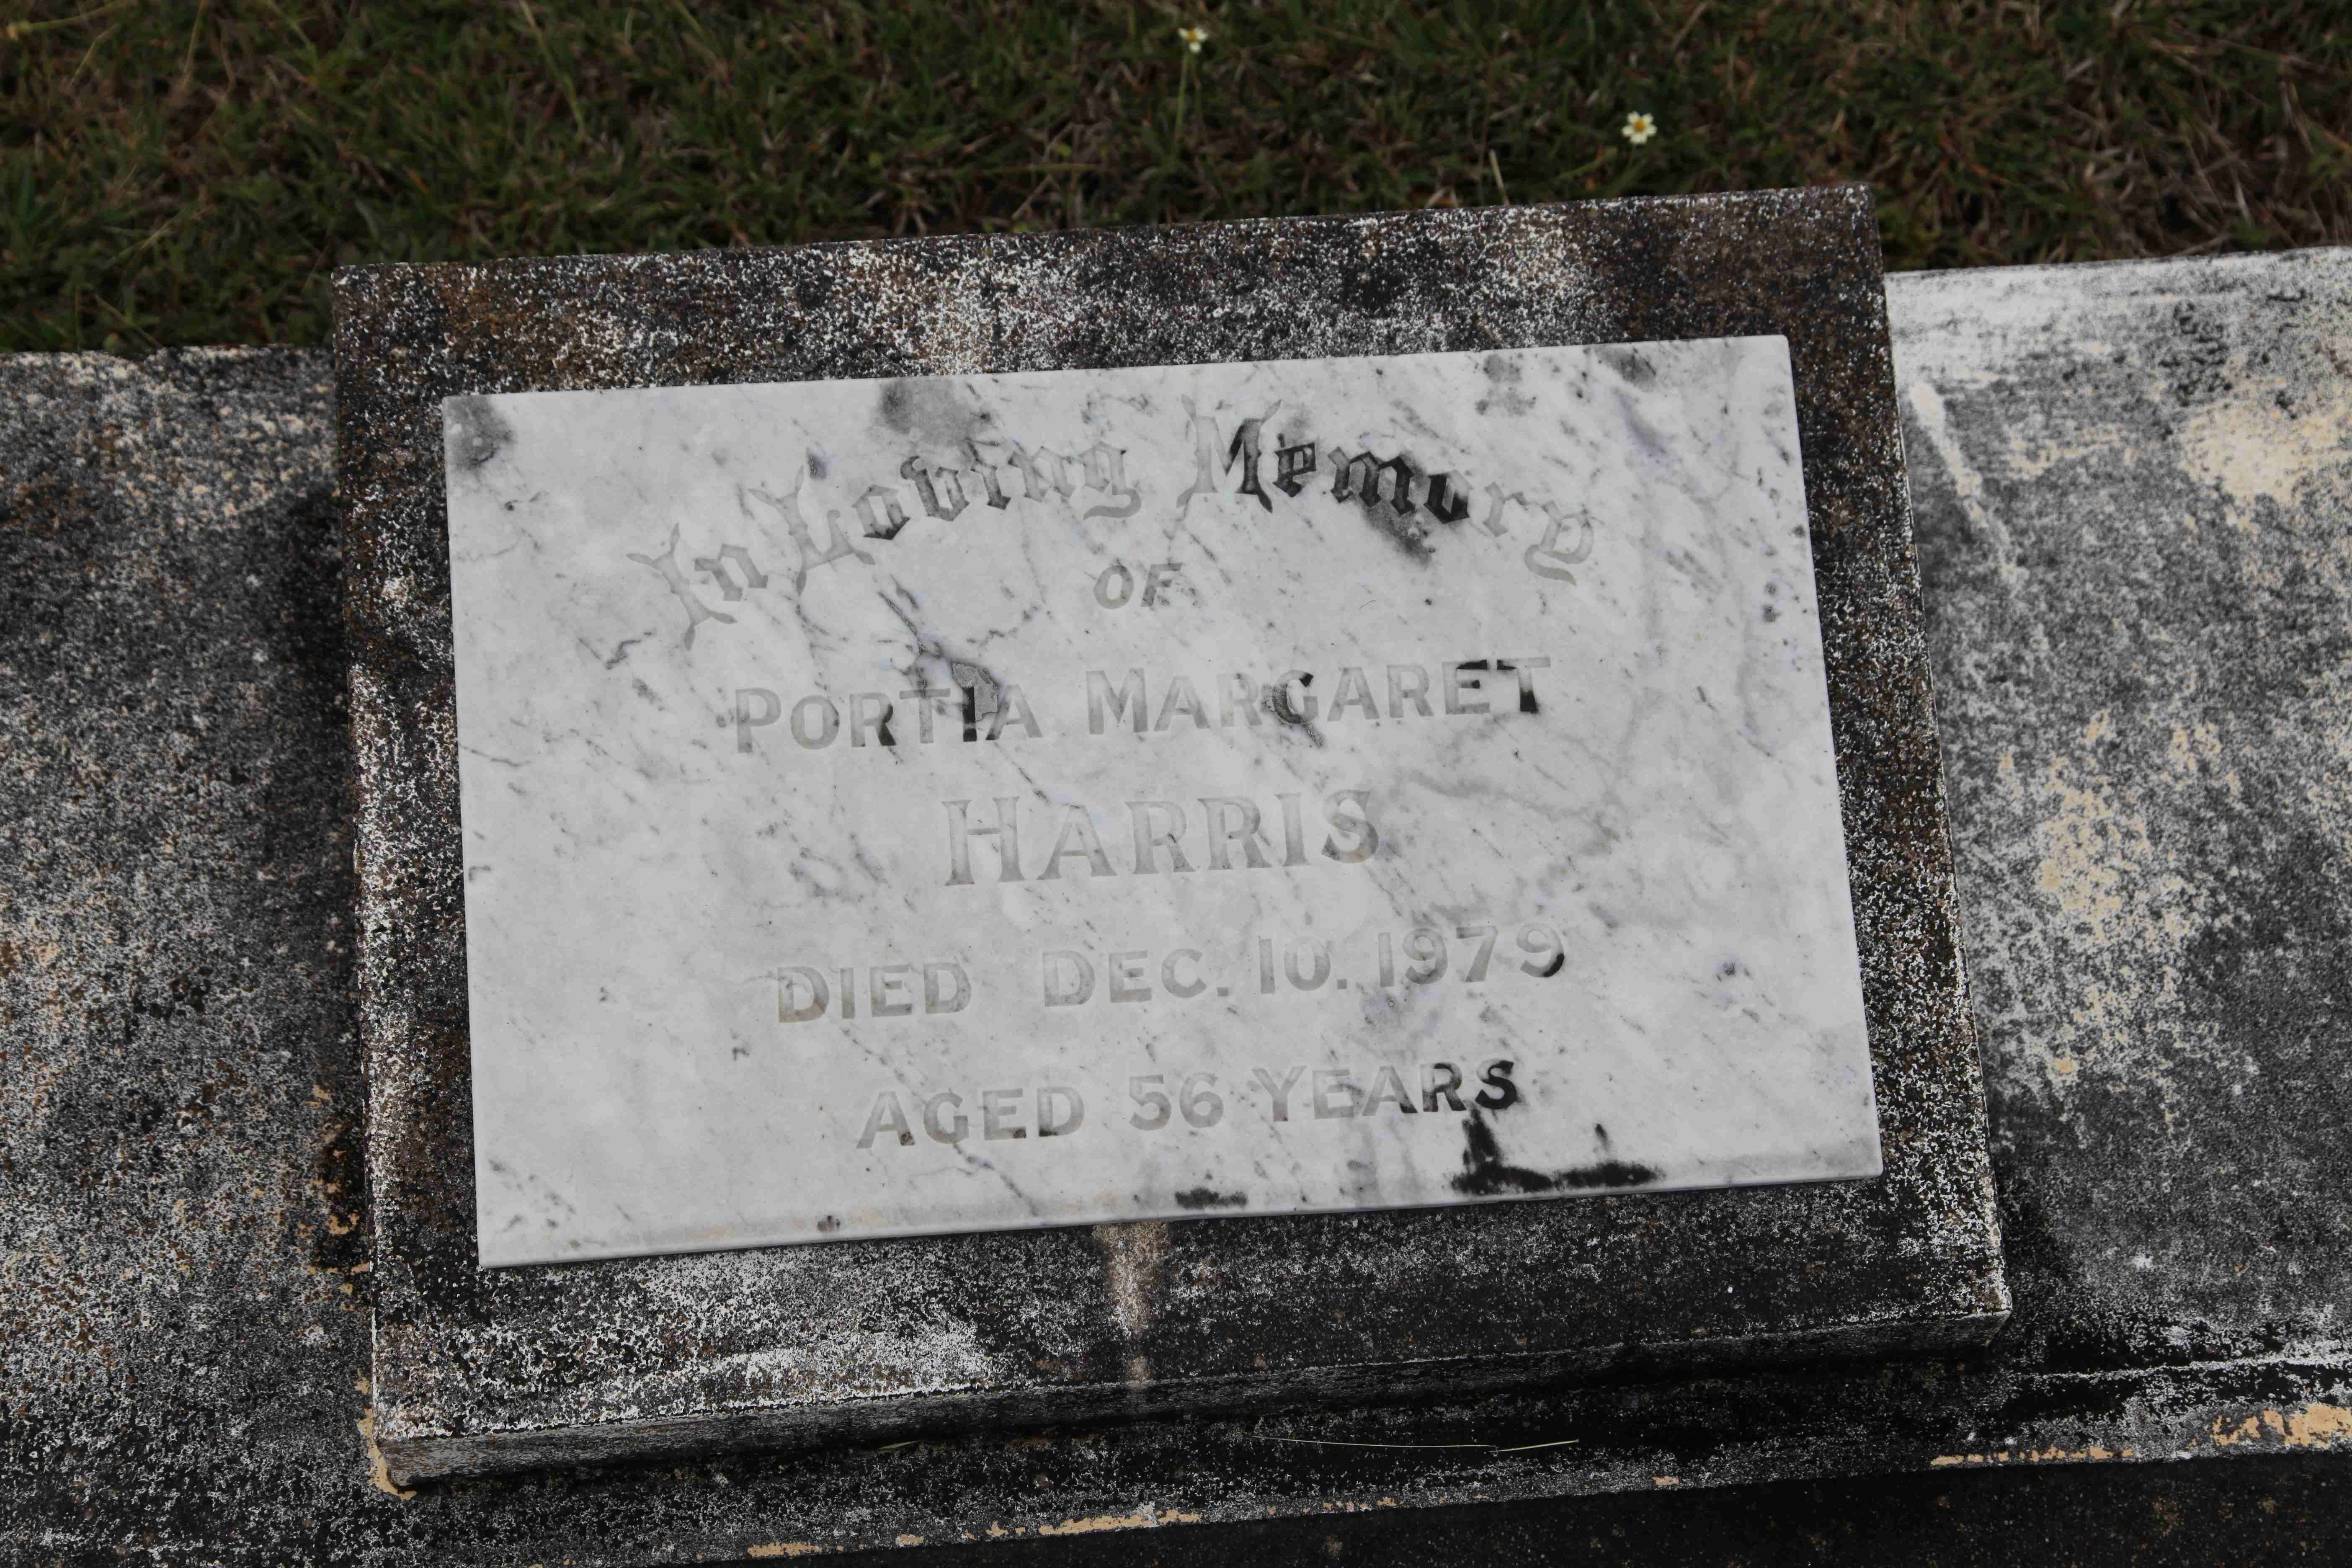 In Loving Memory
OF
PORTIA MARGARET
HARRIS
DIED DEC. 10. 1979
AGED 56 YEARS